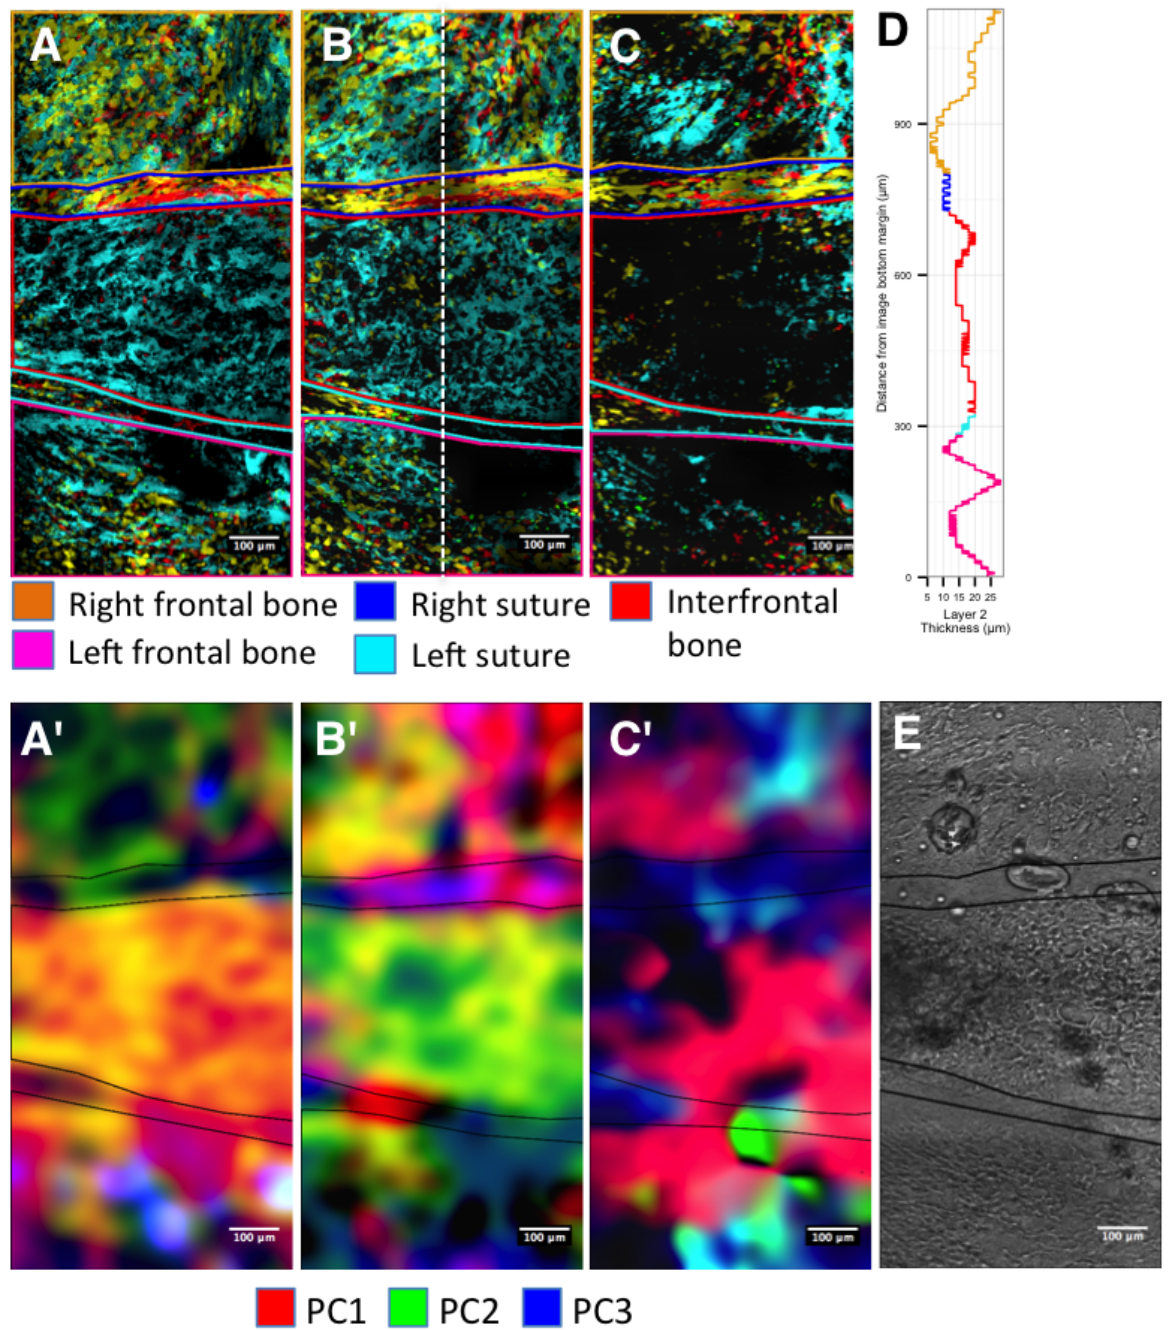 A
B
C
D
100 µm
100 µm
100 µm
900
600
300
0
Distance from image bottom margin (µm)
5 10 15 20 25
Layer 2
Thickness (µm)
Right frontal bone
Right suture
Interfrontal
bone
Left frontal bone
Left suture
A'
B'
C'
E
100 µm
100 µm
100 µm
100 µm
PC1
PC2
PC3